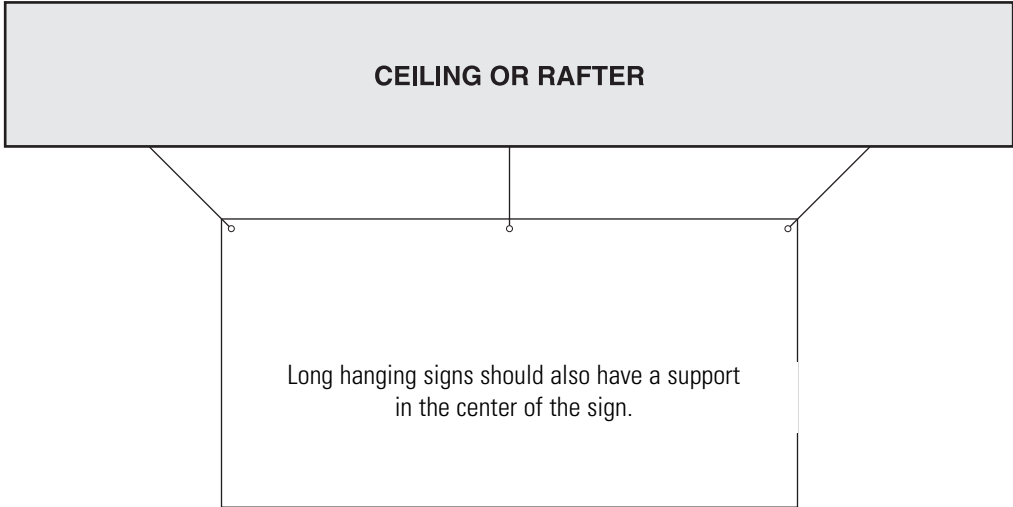 CEILING OR RAFTER
Long hanging signs should also have a support
in the center of the sign.